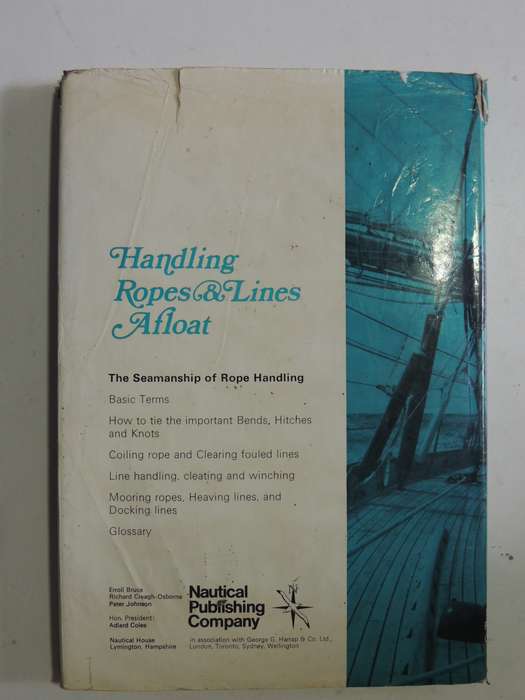 Handling
Ropes & Lines
Afloat
The Seamanship of Rope Handling
Basic Terms
How to tie the important Bends, Hitches
and Knots
Coiling rope and Clearing fouled lines
Line handling, cleating and winching
Mooring ropes, Heaving lines, and
Docking lines
Glossary
Erroll Bruce
Richard Creagh-Osborne
Peter Johnson
Hon. President:
Adlard Coles
Nautical House
Lymington, Hampshire
Nautical
Publishing
Company
in association with George G. Harrap & Co. Ltd.,
London, Toronto, Sydney, Wellington